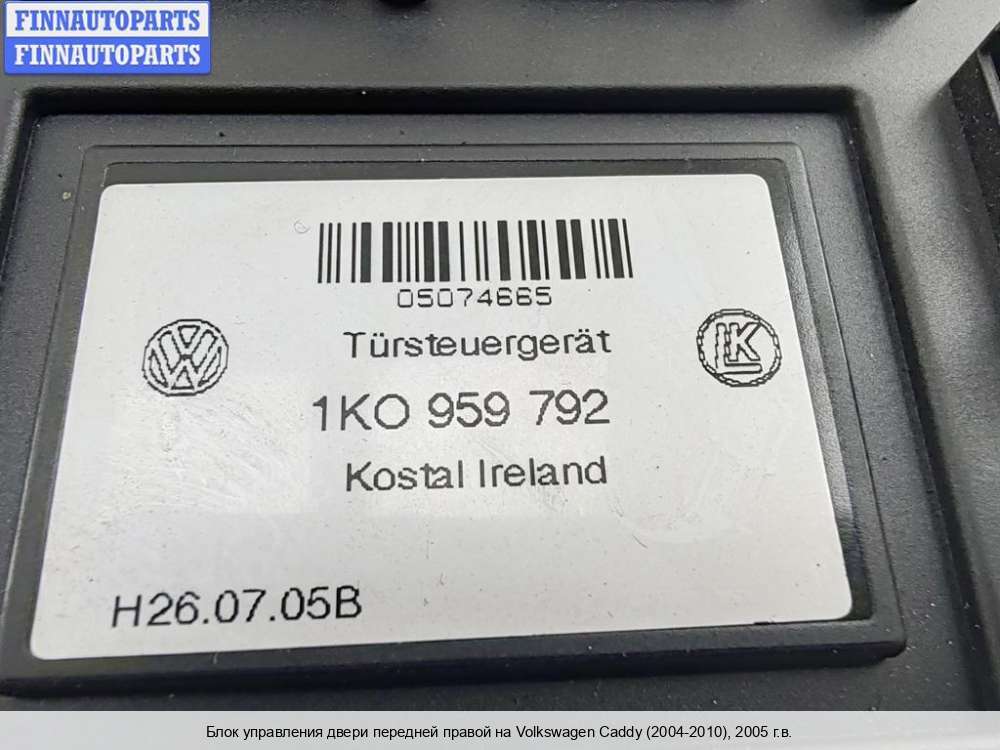 FINNAUTOPARTS
FINNAUTOPARTS
05074665
Türsteuergerät
1K0 959 792
Kostal Ireland
H26.07.05B
Блок управления двери передней правой на Volkswagen Caddy (2004-2010), 2005 г.в.